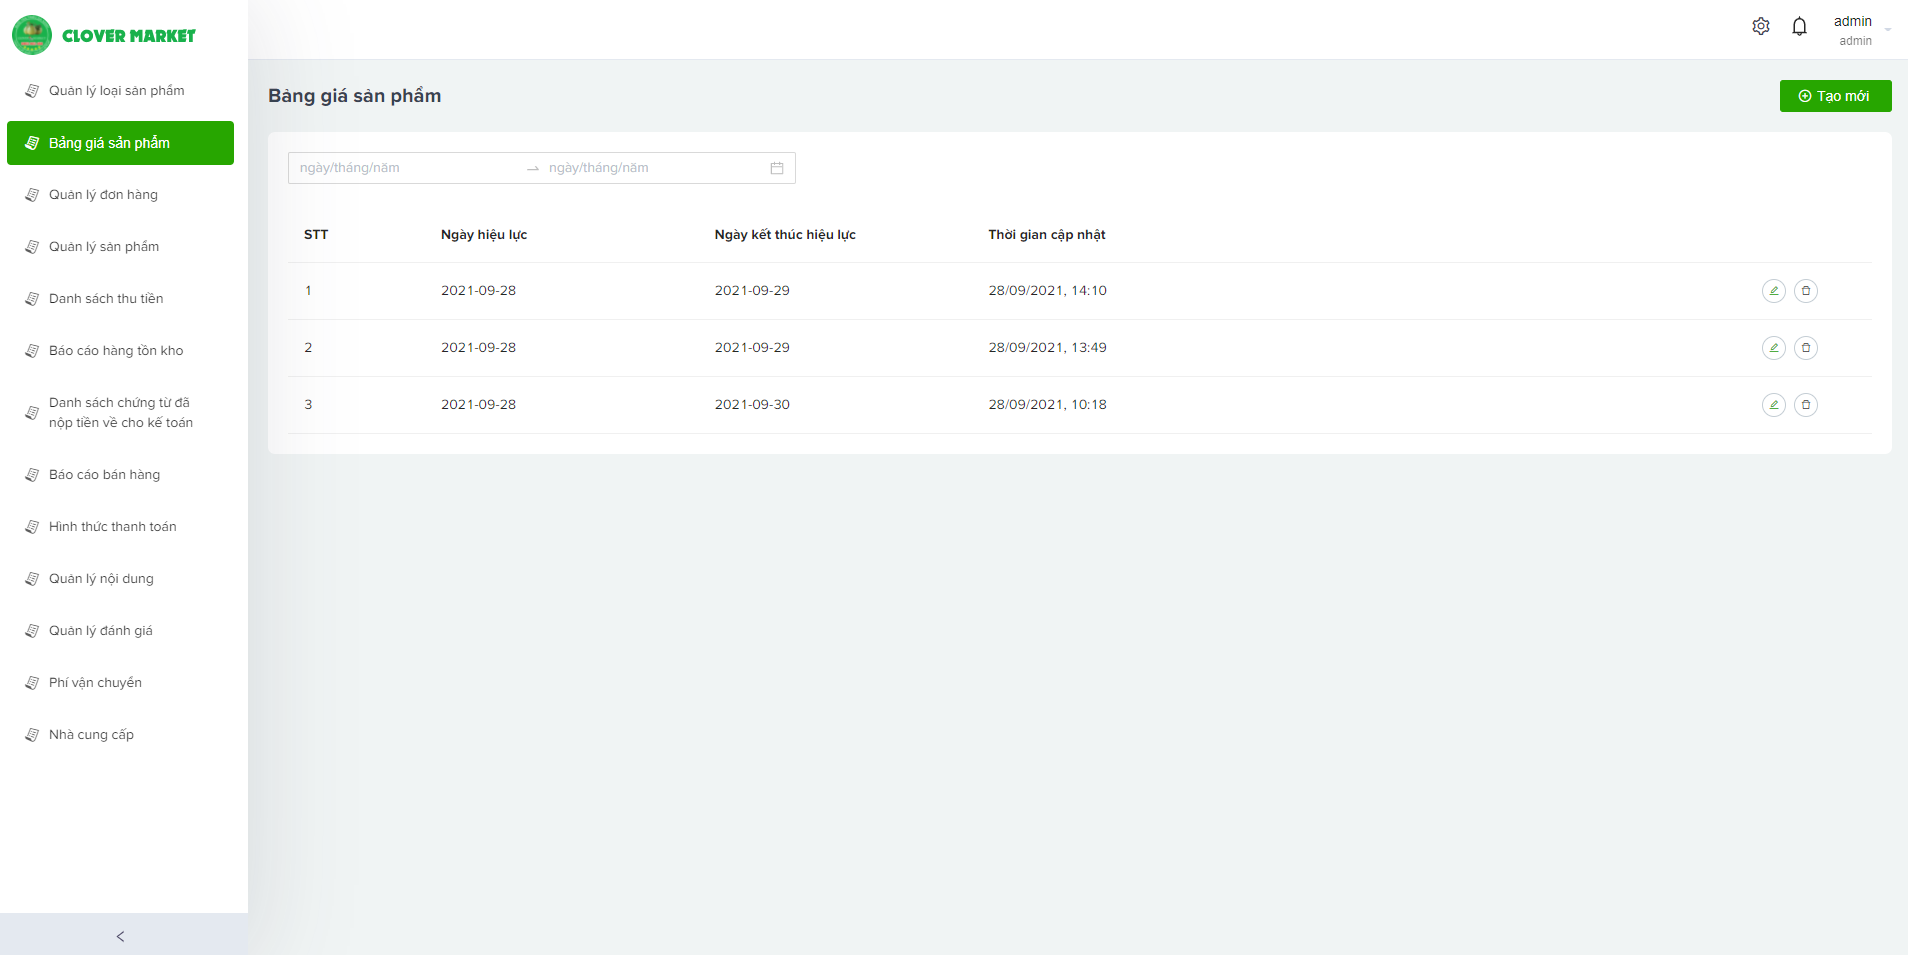 CLOVER MARKET
admin
admin
Quản lý loại sản phẩm
Bảng giá sản phẩm
Quản lý đơn hàng
Quản lý sản phẩm
Danh sách thu tiền
Báo cáo hàng tồn kho
Danh sách chứng từ đã
nộp tiền về cho kế toán
Báo cáo bán hàng
Hình thức thanh toán
Quản lý nội dung
Quản lý đánh giá
Phí vận chuyển
Nhà cung cấp
Bảng giá sản phẩm
Tạo mới
ngày/tháng/năm ngày/tháng/năm
STT Ngày hiệu lực Ngày kết thúc hiệu lực Thời gian cập nhật
1 2021-09-28 2021-09-29 28/09/2021, 14:10
2 2021-09-28 2021-09-29 28/09/2021, 13:49
3 2021-09-28 2021-09-30 28/09/2021, 10:18